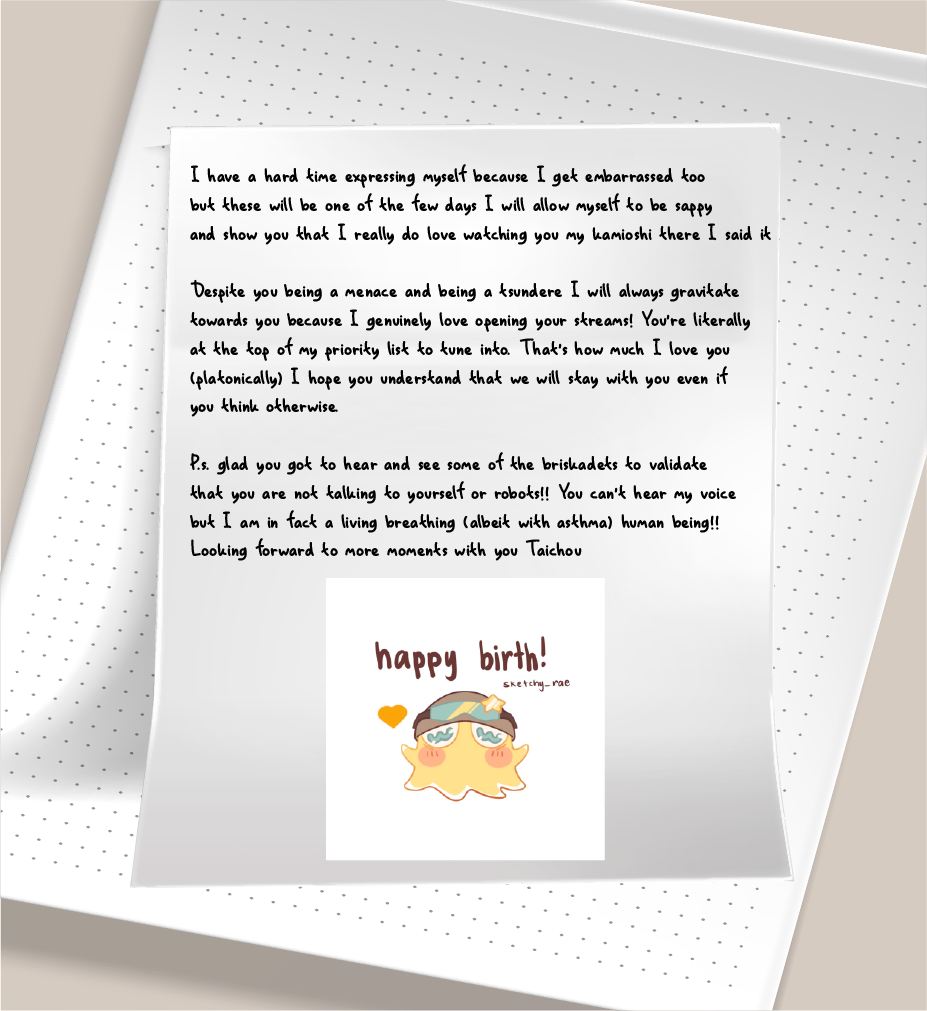 I have a hard time expressing myself because I get embarrassed too
but these will be one of the few days I will allow myself to be sappy
and show you that I really do love watching you my kamioshi there I said it
Despite you being a menace and being a tsundere I will always gravitate
towards you because I genuinely love opening your streams! You're literally
at the top of my priority list to tune into. That's how much I love you
(platonically) I hope you understand that we will stay with you even if
you think otherwise.
P.s. glad you got to hear and see some of the briskadets to validate
that you are not talking to yourself or robots!! You can't hear my voice
but I am in fact a living breathing (albeit with asthma) human being!!
Looking forward to more moments with you Taichou
happy birth!
sketchy_rae